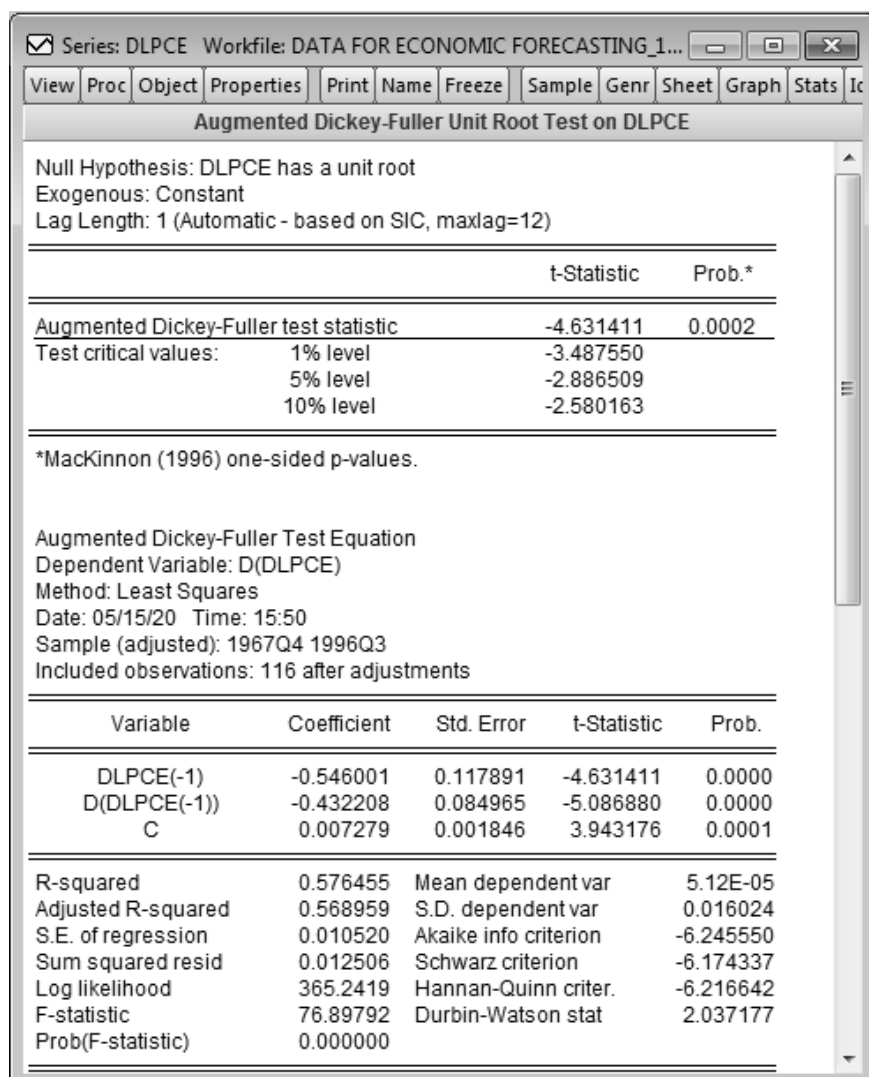 Series: DLPCE Workfile: DATA FOR ECONOMIC FORECASTING_1...
View Proc Object Properties Print Name Freeze Sample Genr Sheet Graph Stats Ic
Augmented Dickey-Fuller Unit Root Test on DLPCE
Null Hypothesis: DLPCE has a unit root
Exogenous: Constant
Lag Length: 1 (Automatic - based on SIC, maxlag=12)
t-Statistic Prob.*
Augmented Dickey-Fuller test statistic -4.631411 0.0002
Test critical values: 1% level -3.487550
5% level -2.886509
10% level -2.580163
*MacKinnon (1996) one-sided p-values.
Augmented Dickey-Fuller Test Equation
Dependent Variable: D(DLPCE)
Method: Least Squares
Date: 05/15/20 Time: 15:50
Sample (adjusted): 1967Q4 1996Q3
Included observations: 116 after adjustments
Variable Coefficient Std. Error t-Statistic Prob.
DLPCE(-1) -0.546001 0.117891 -4.631411 0.0000
D(DLPCE(-1)) -0.432208 0.084965 -5.086880 0.0000
C 0.007279 0.001846 3.943176 0.0001
R-squared 0.576455 Mean dependent var 5.12E-05
Adjusted R-squared 0.568959 S.D. dependent var 0.016024
S.E. of regression 0.010520 Akaike info criterion -6.245550
Sum squared resid 0.012506 Schwarz criterion -6.174337
Log likelihood 365.2419 Hannan-Quinn criter. -6.216642
F-statistic 76.89792 Durbin-Watson stat 2.037177
Prob(F-statistic) 0.000000